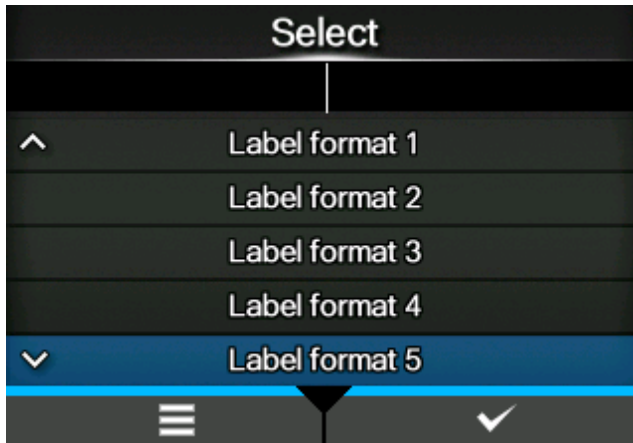 Select
Label format 1
Label format 2
Label format 3
Label format 4
Label format 5